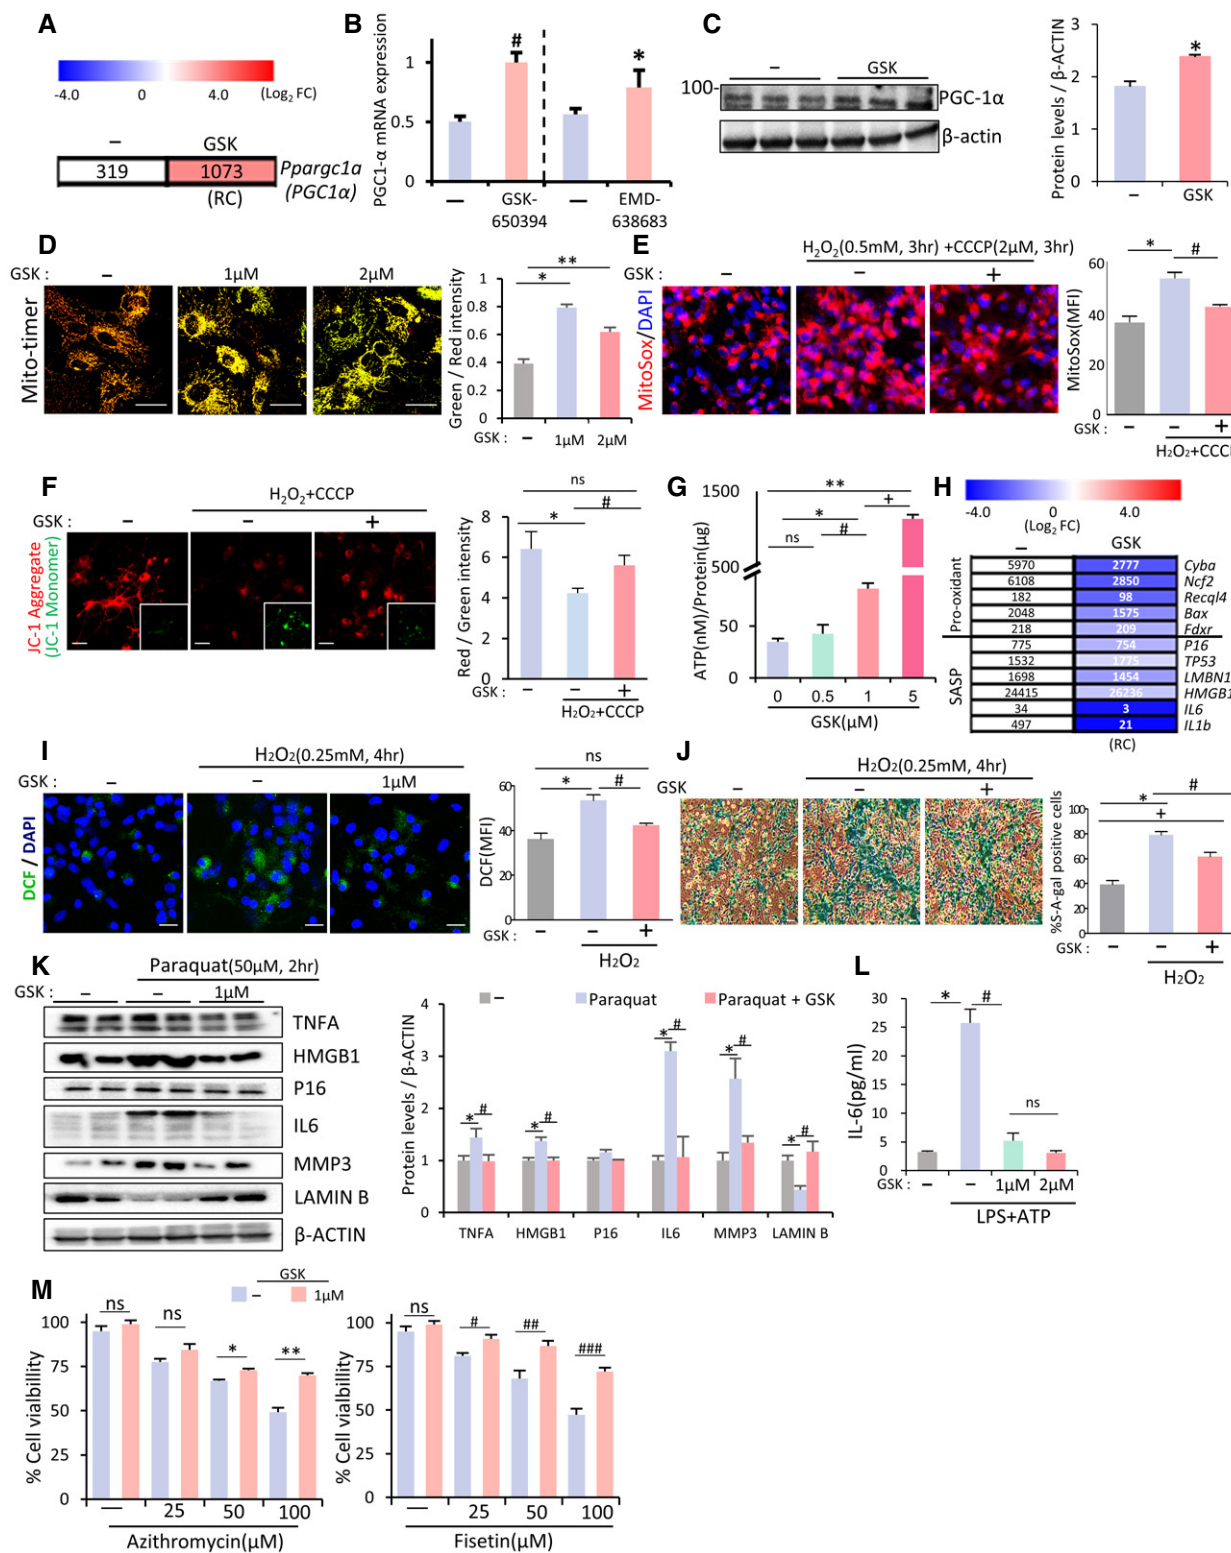 A
-4.0 0 4.0 (Log2 FC)
– GSK
319 1073 Ppargc1a
(RC) (PGC1α)
B
PGC1-α mRNA expression
1
0.5
0
# *
– GSK-650394 – EMD-638683
C
– GSK
100- PGC-1α
β-actin
Protein levels / β-ACTIN
3
2
1
0
*
– GSK
D
GSK : – 1μM 2μM
Mito-timer
Green / Red intensity
1
0.8
0.6
0.4
0.2
0
**
*
GSK : – 1μM 2μM
E
H2O2(0.5mM, 3hr) +CCCP(2μM, 3hr)
GSK : – – +
MitoSox/DAPI
MitoSox(MFI)
60
40
20
0
* #
GSK : – – +
H2O2+CCCP
F
H2O2+CCCP
GSK : – – +
JC-1 Aggregate
(JC-1 Monomer)
Red / Green intensity
8
6
4
2
0
ns
* #
GSK : – – +
H2O2+CCCP
G
ATP(nM)/Protein(μg)
1500
500
50
0
**
* +
ns #
0 0.5 1 5
GSK(μM)
H
-4.0 0 4.0
(Log2 FC)
– GSK
Pro-oxidant
5970 2777 Cyba
6108 2850 Ncf2
182 98 Recql4
2048 1575 Bax
218 209 Fdxr
SASP
775 754 P16
1532 1775 TP53
1698 1454 LMBN1
24415 26236 HMGB1
34 3 IL6
497 21 IL1b
(RC)
I
H2O2(0.25mM, 4hr)
GSK : – – 1μM
DCF / DAPI
DCF(MFI)
60
40
20
0
ns
* #
GSK : – – +
H2O2
J
H2O2(0.25mM, 4hr)
GSK – – +
%S-A-gal positive cells
100
80
60
40
20
0
* #
+
GSK : – – +
H2O2
K
Paraquat(50μM, 2hr)
GSK : – – 1μM
TNFA
HMGB1
P16
IL6
MMP3
LAMIN B
β-ACTIN
– Paraquat Paraquat + GSK
Protein levels / β-ACTIN
4
3
2
1
0
* # * # * # * # * #
TNFA HMGB1 P16 IL6 MMP3 LAMIN B
L
IL-6(pg/ml)
30
25
20
15
10
5
0
* #
ns
GSK : – – 1μM 2μM
LPS+ATP
M
GSK
– 1μM
% Cell vialbillity
100
75
50
25
0
ns ns * **
— 25 50 100
Azithromycin(μM)
% Cell vialbillity
100
75
50
25
0
ns # ## ###
— 25 50 100
Fisetin(μM)